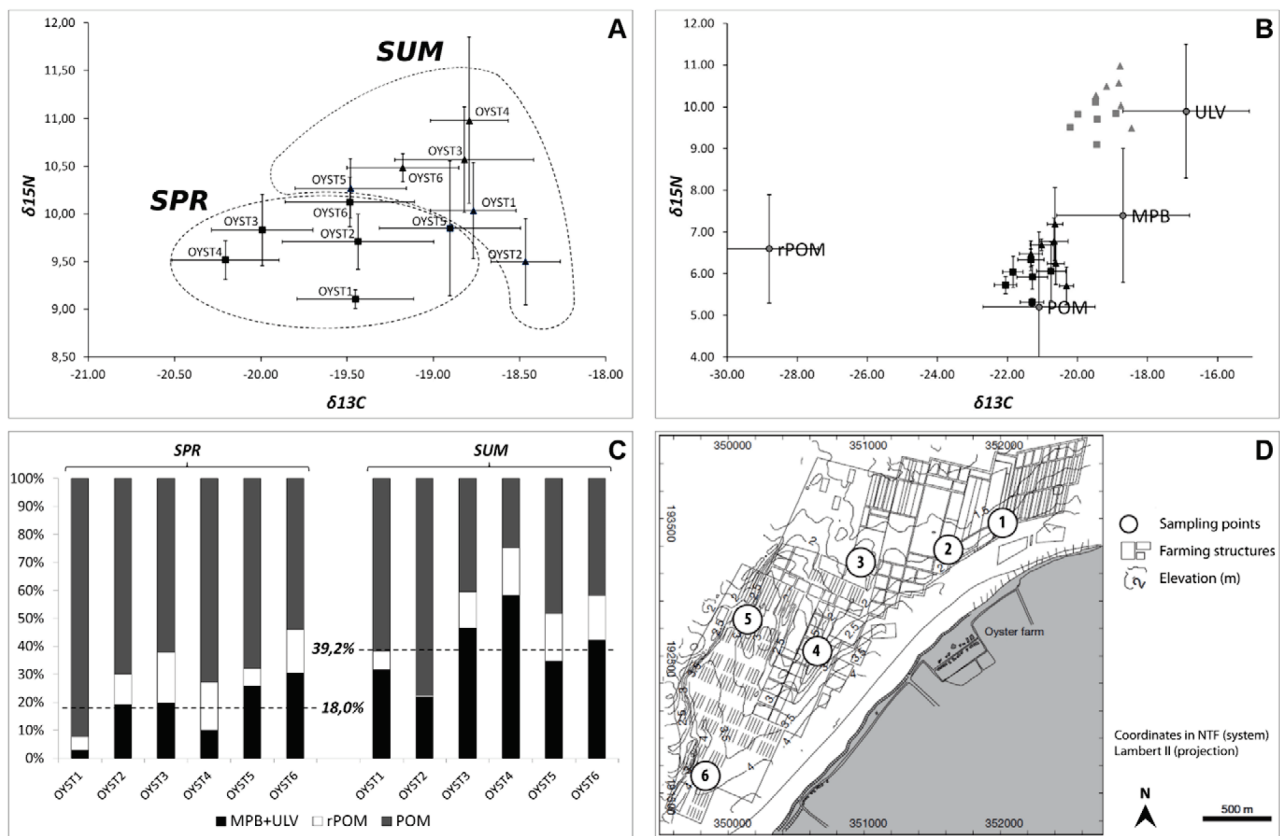 A
12,00
11,50
11,00
10,50
10,00
9,50
9,00
8,50
δ15N
SUM
SPR
OYST4
OYST3
OYST6
OYST5
OYST1
OYST6
OYST3
OYST2
OYST5
OYST4
OYST2
OYST1
-21.00 -20.50 -20.00 -19.50 -19.00 -18.50 -18.00
δ13C
B
12.00
11.00
10.00
9.00
8.00
7.00
6.00
5.00
4.00
δ15N
ULV
MPB
rPOM
POM
-30.00 -28.00 -26.00 -24.00 -22.00 -20.00 -18.00 -16.00
δ13C
C
SPR SUM
100%
90%
80%
70%
60%
50%
40%
30%
20%
10%
0%
39,2%
18,0%
OYST1 OYST2 OYST3 OYST4 OYST5 OYST6 OYST1 OYST2 OYST3 OYST4 OYST5 OYST6
MPB+ULV rPOM POM
D
350000 351000 352000
193500
192500
1
2
3
4
5
6
Oyster farm
350000 351000 352000
Sampling points
Farming structures
Elevation (m)
Coordinates in NTF (system)
Lambert II (projection)
N
500 m